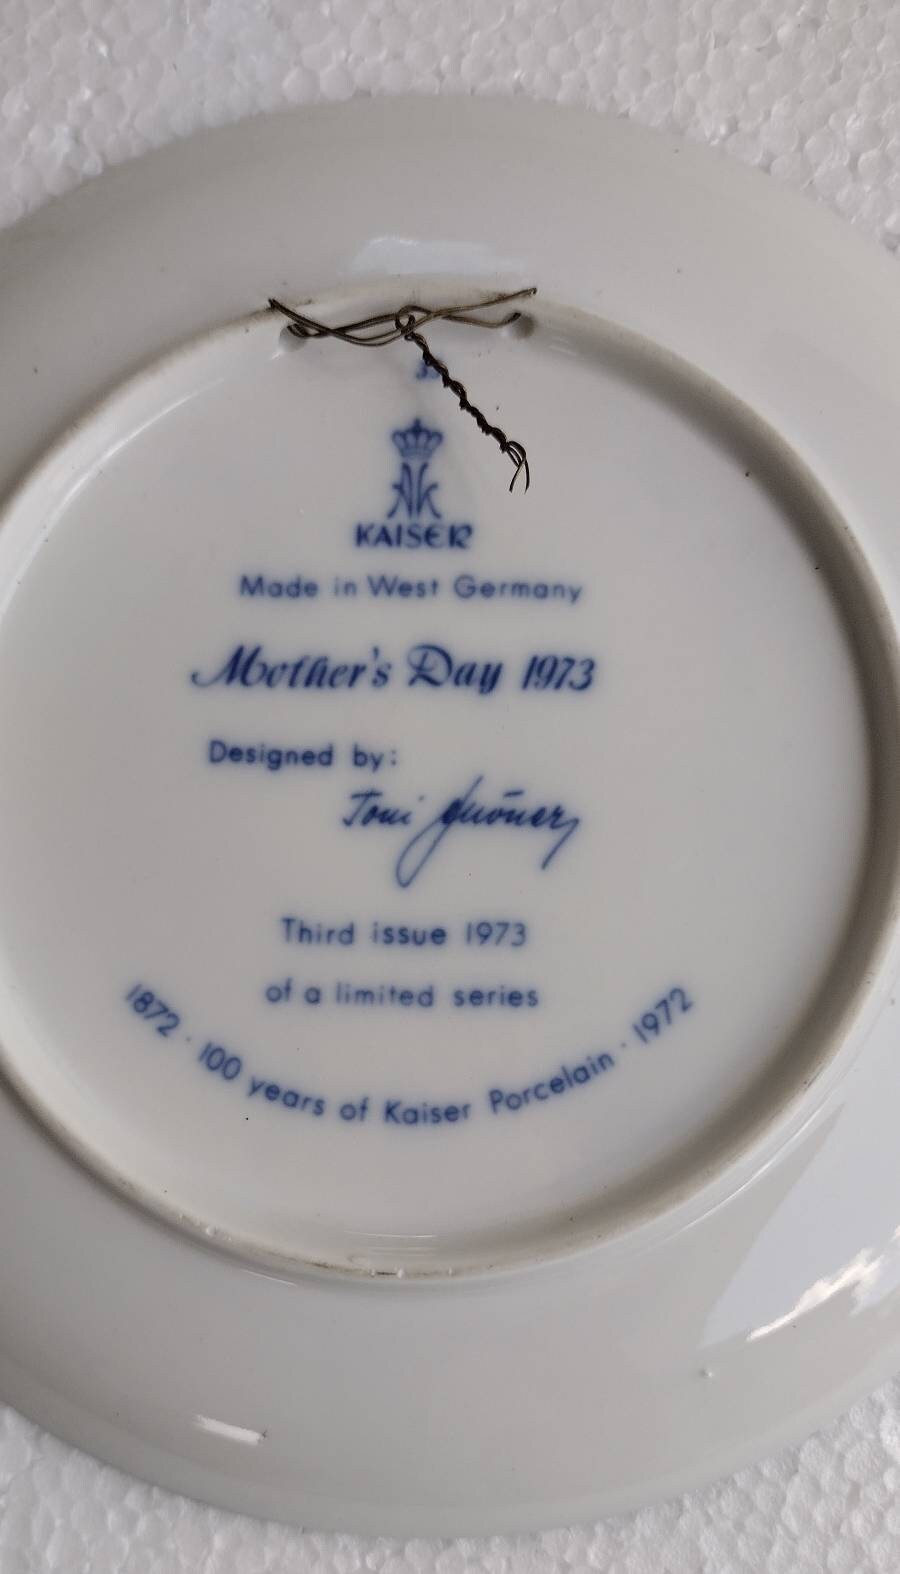 AK
KAISER
Made in West Germany
Mother's Day 1973
Designed by:
Toni
Third issue 1973
of a limited series
1872 · 100 years of Kaiser Porcelain · 1972